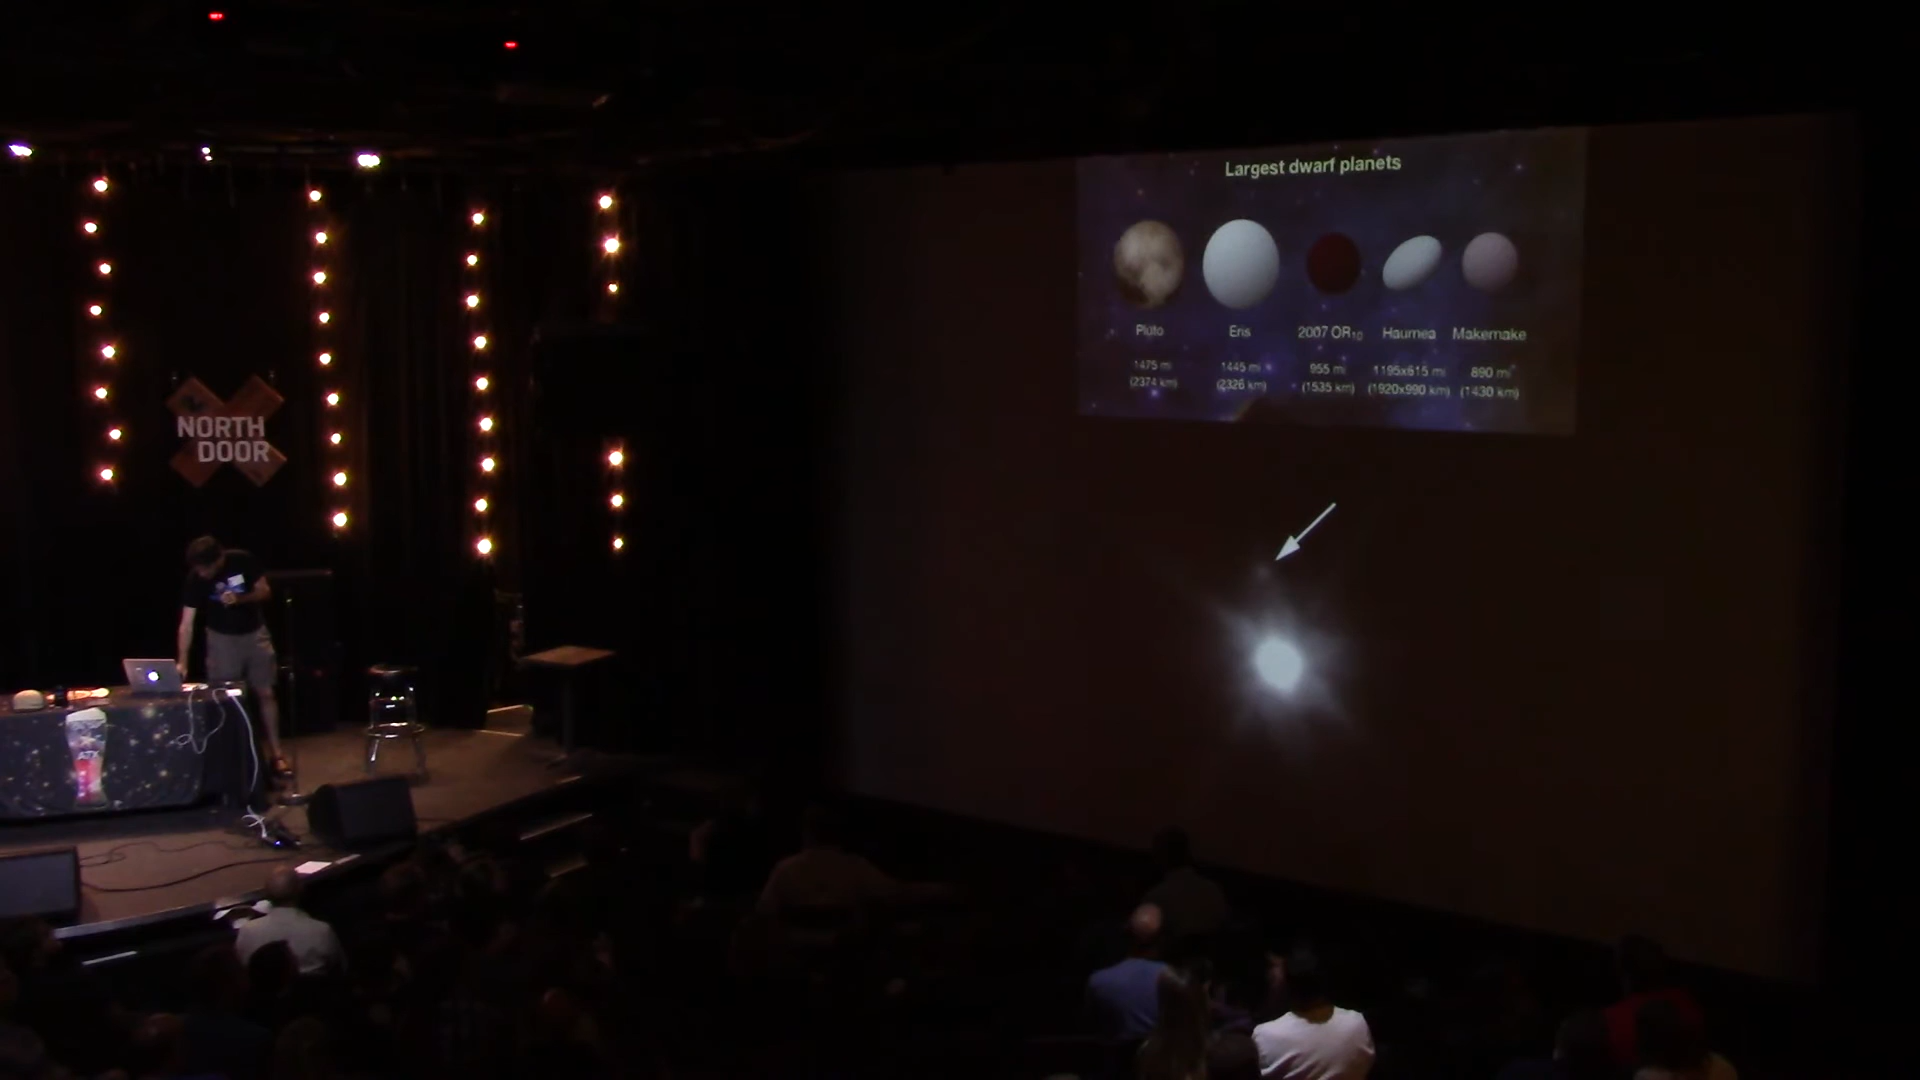 Largest dwarf planets
Pluto Eris 2007 OR₁₀ Haumea Makemake
1475 mi 1445 mi 955 mi 1195x615 mi 890 mi
(2374 km) (2326 km) (1535 km) (1920x990 km) (1430 km)
NORTH
DOOR
ATX